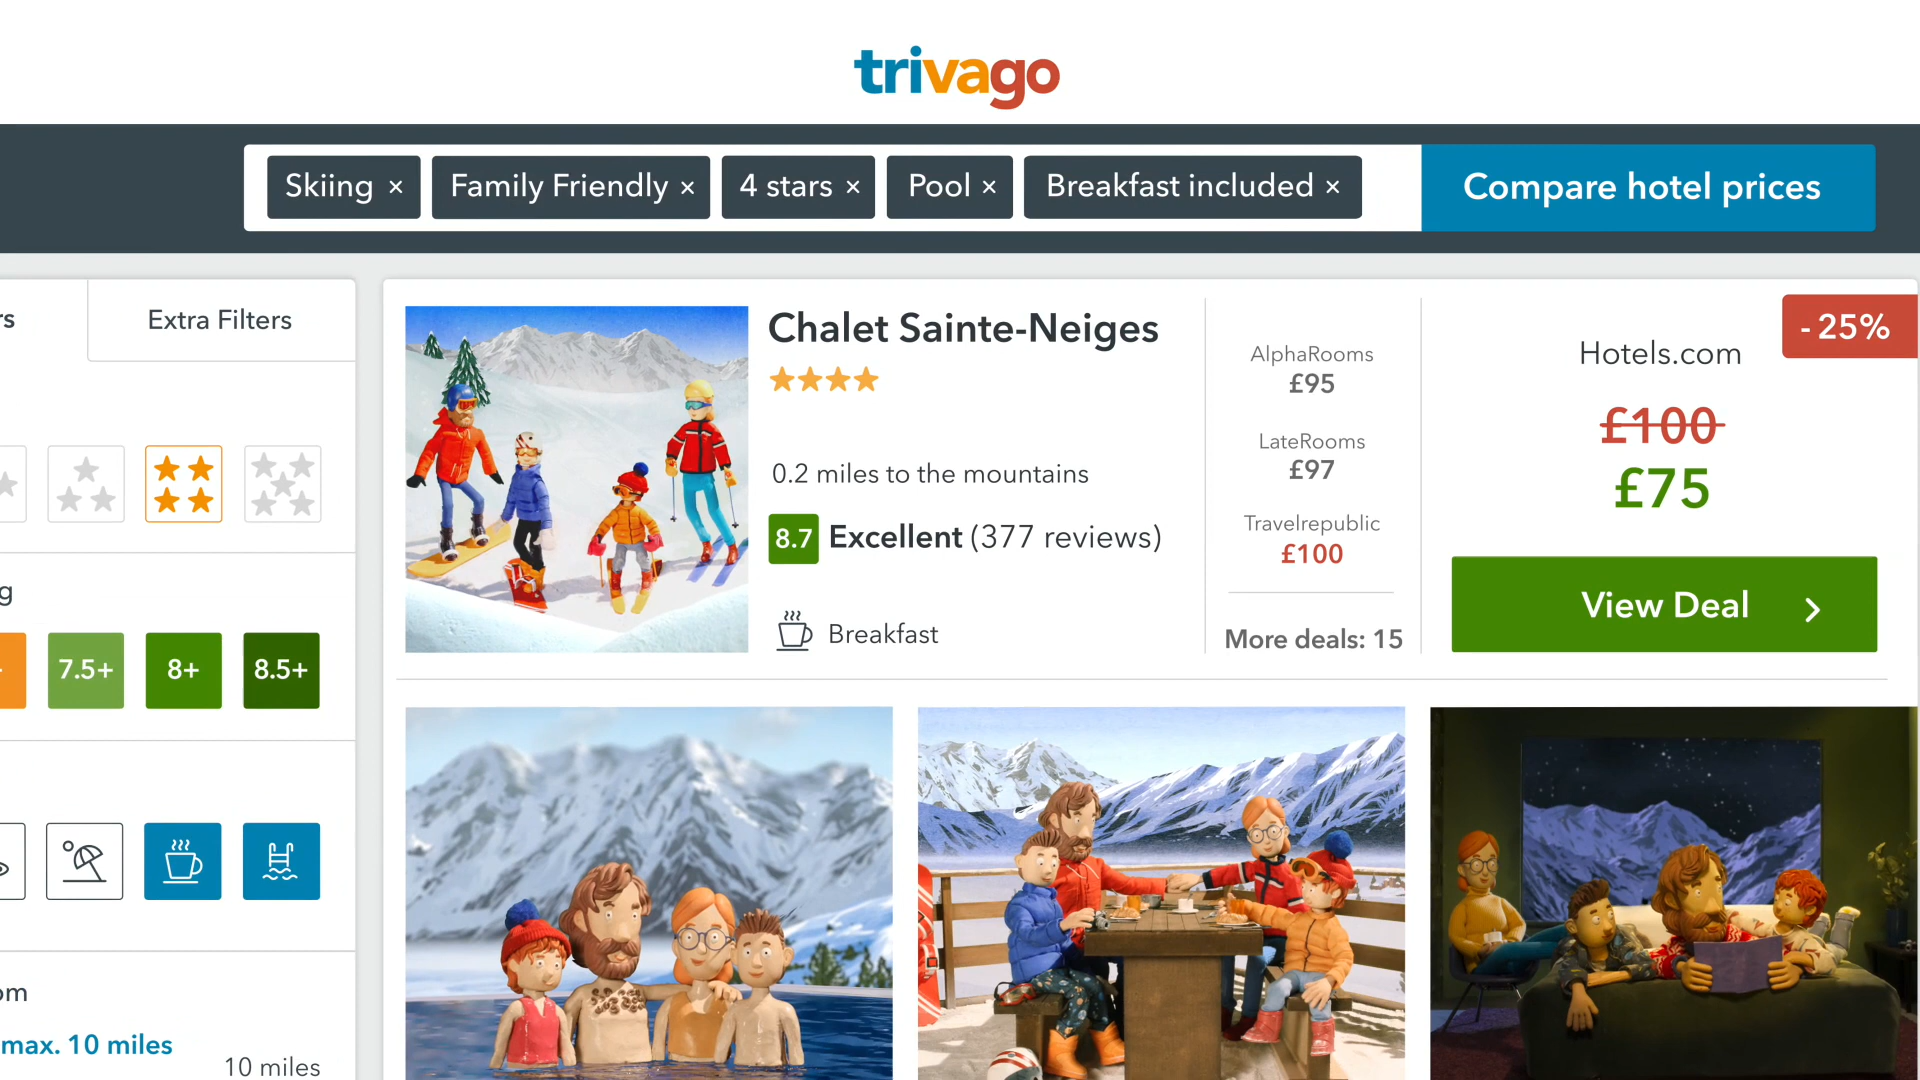 trivago
Skiing × Family Friendly × 4 stars × Pool × Breakfast included ×
Compare hotel prices
rs
Extra Filters
g
7.5+ 8+ 8.5+
om
max. 10 miles
10 miles
Chalet Sainte-Neiges
0.2 miles to the mountains
8.7 Excellent (377 reviews)
Breakfast
AlphaRooms
£95
LateRooms
£97
Travelrepublic
£100
More deals: 15
- 25%
Hotels.com
£100
£75
View Deal